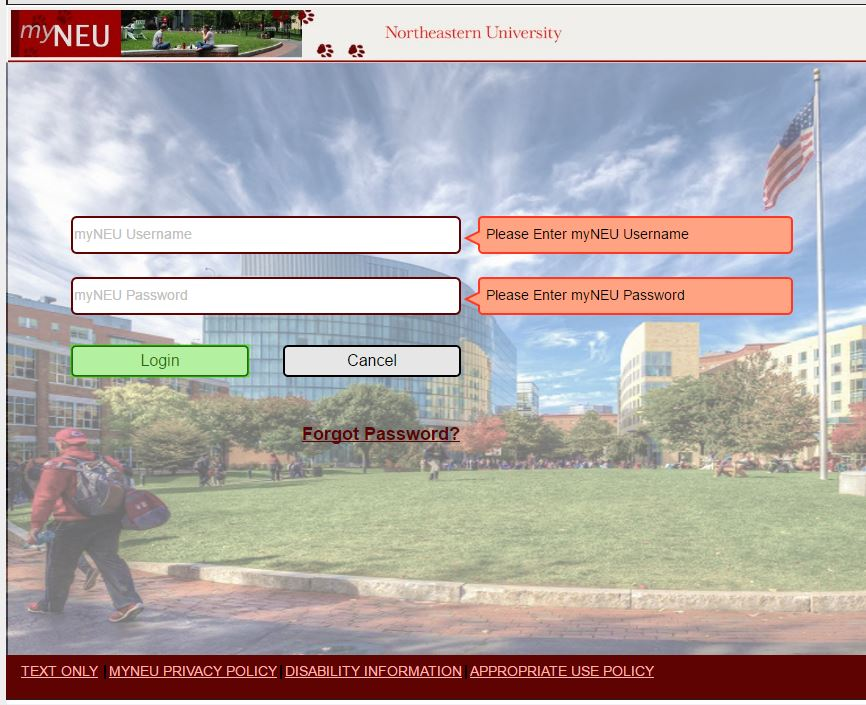 myNEU
Northeastern University
myNEU Username
Please Enter myNEU Username
myNEU Password
Please Enter myNEU Password
Login
Cancel
Forgot Password?
TEXT ONLY | MYNEU PRIVACY POLICY | DISABILITY INFORMATION | APPROPRIATE USE POLICY